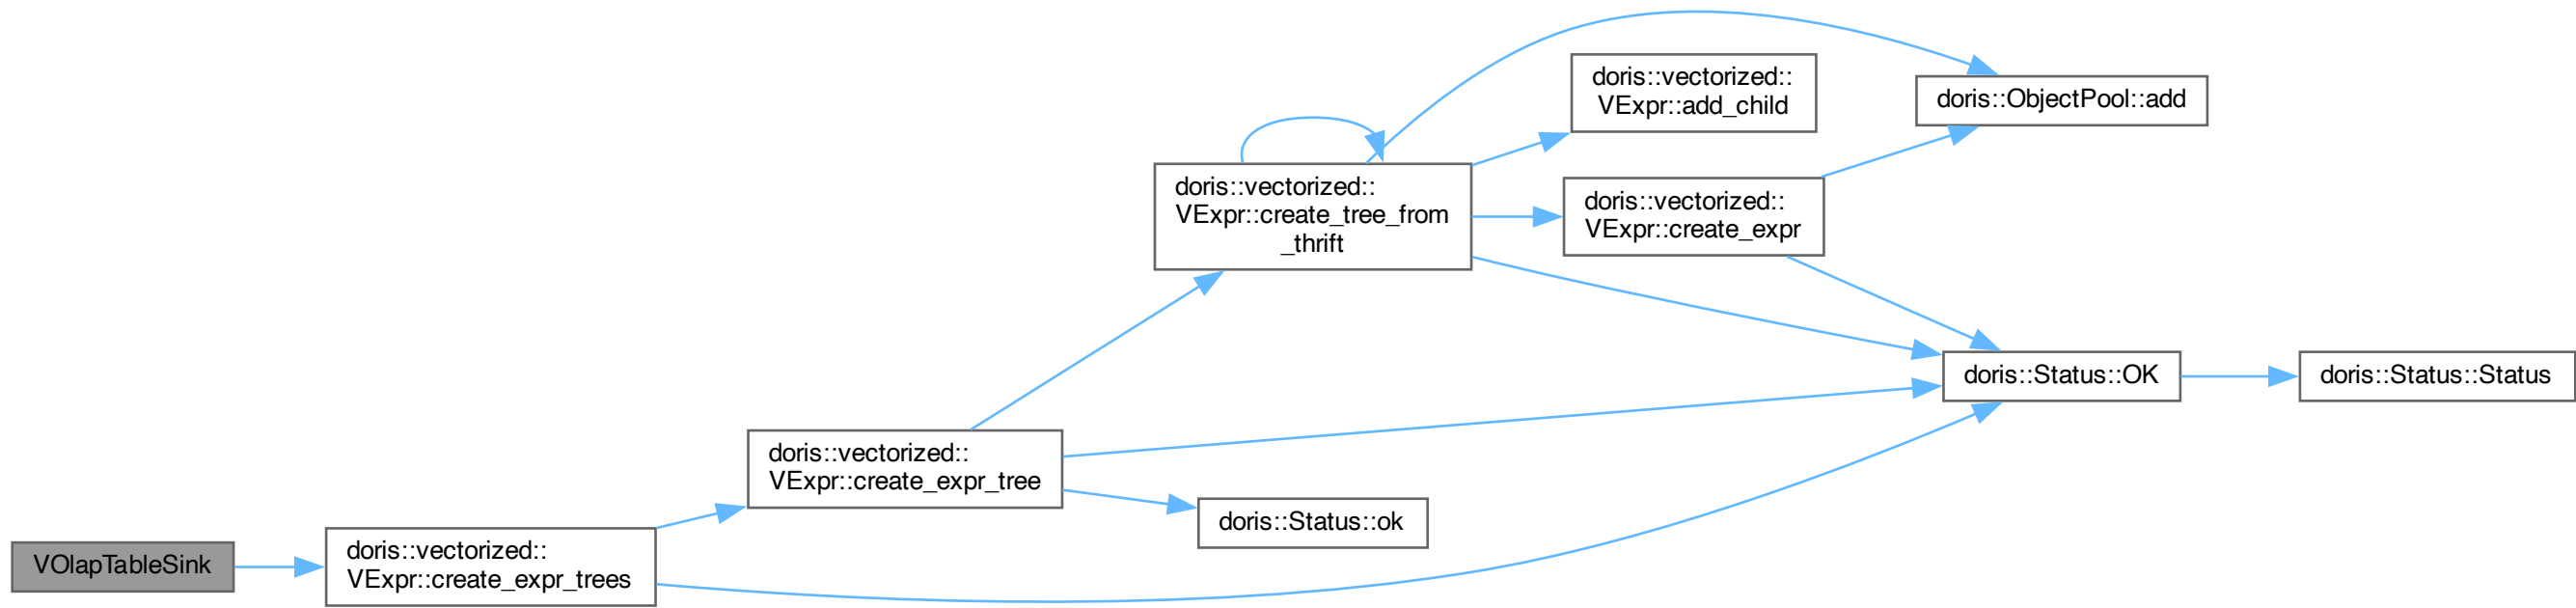 VOlapTableSink
doris::vectorized::
VExpr::create_expr_trees
doris::vectorized::
VExpr::create_expr_tree
doris::Status::ok
doris::vectorized::
VExpr::create_tree_from
_thrift
doris::vectorized::
VExpr::add_child
doris::vectorized::
VExpr::create_expr
doris::ObjectPool::add
doris::Status::OK
doris::Status::Status